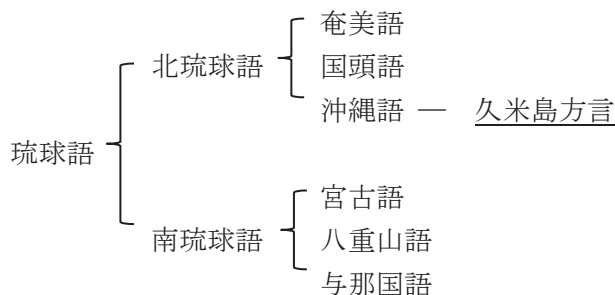 奄美語
北琉球語
国頭語
沖縄語 ― 久米島方言
琉球語
宮古語
南琉球語
八重山語
与那国語